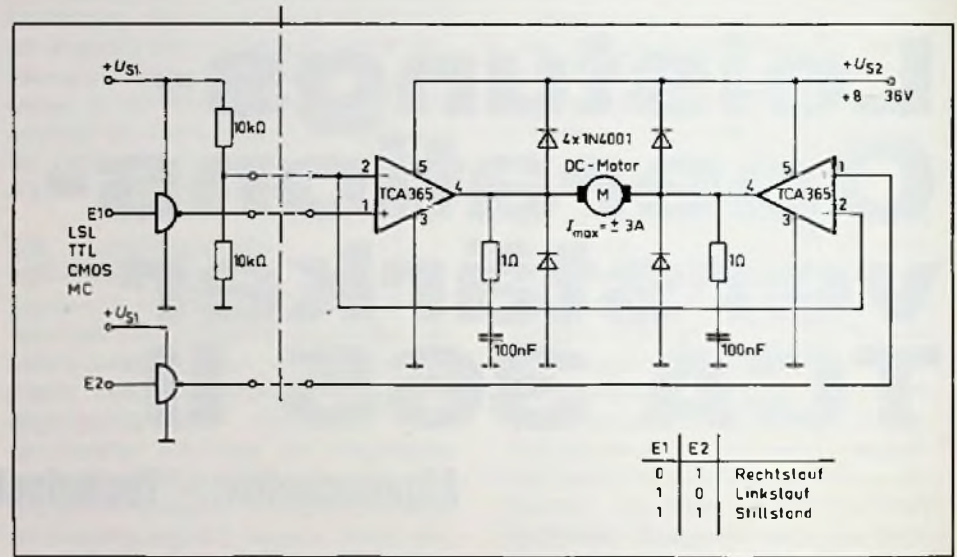 +U_S1
10kΩ
E1
LSL
TTL
CMOS
MC
10kΩ
+U_S1
E2
2
1
-
+
5
TCA365
4
3
1Ω
100nF
4x1N4001
DC-Motor
M
I_max = ± 3A
+U_S2
+8 - 36V
5
1
4
TCA365
3
2
1Ω
100nF
E1 E2
0 1 Rechtslauf
1 0 Linkslauf
1 1 Stillstand